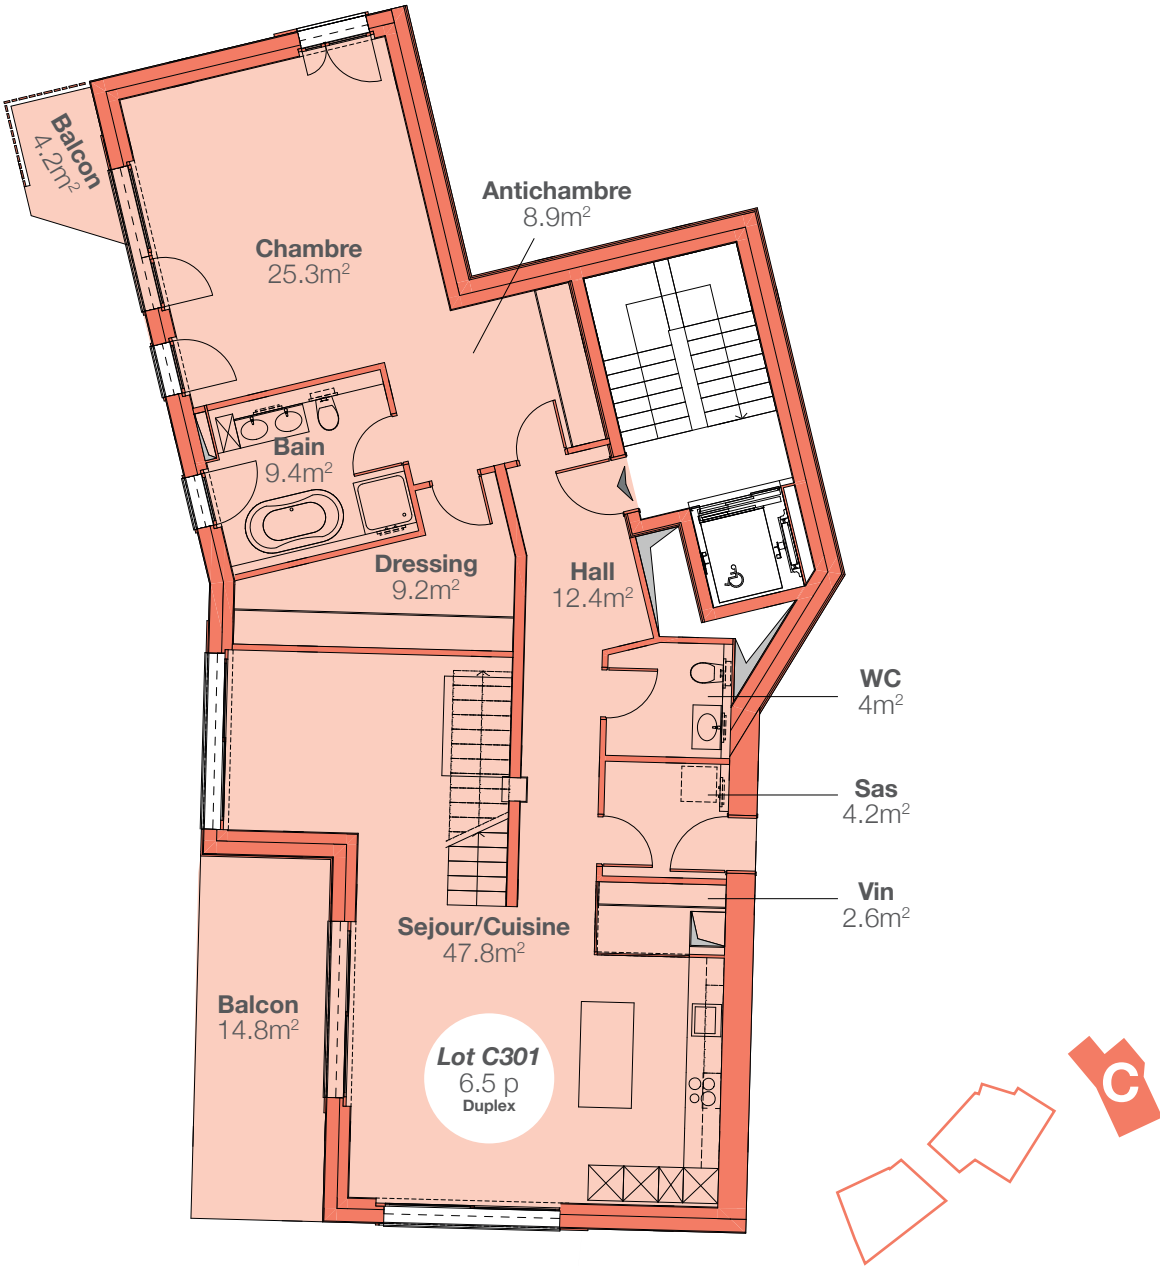 Balcon
4.2m²
Antichambre
8.9m²
Chambre
25.3m²
Bain
9.4m²
Dressing
9.2m²
Hall
12.4m²
WC
4m²
Sas
4.2m²
Vin
2.6m²
Sejour/Cuisine
47.8m²
Balcon
14.8m²
Lot C301
6.5 p
Duplex
C